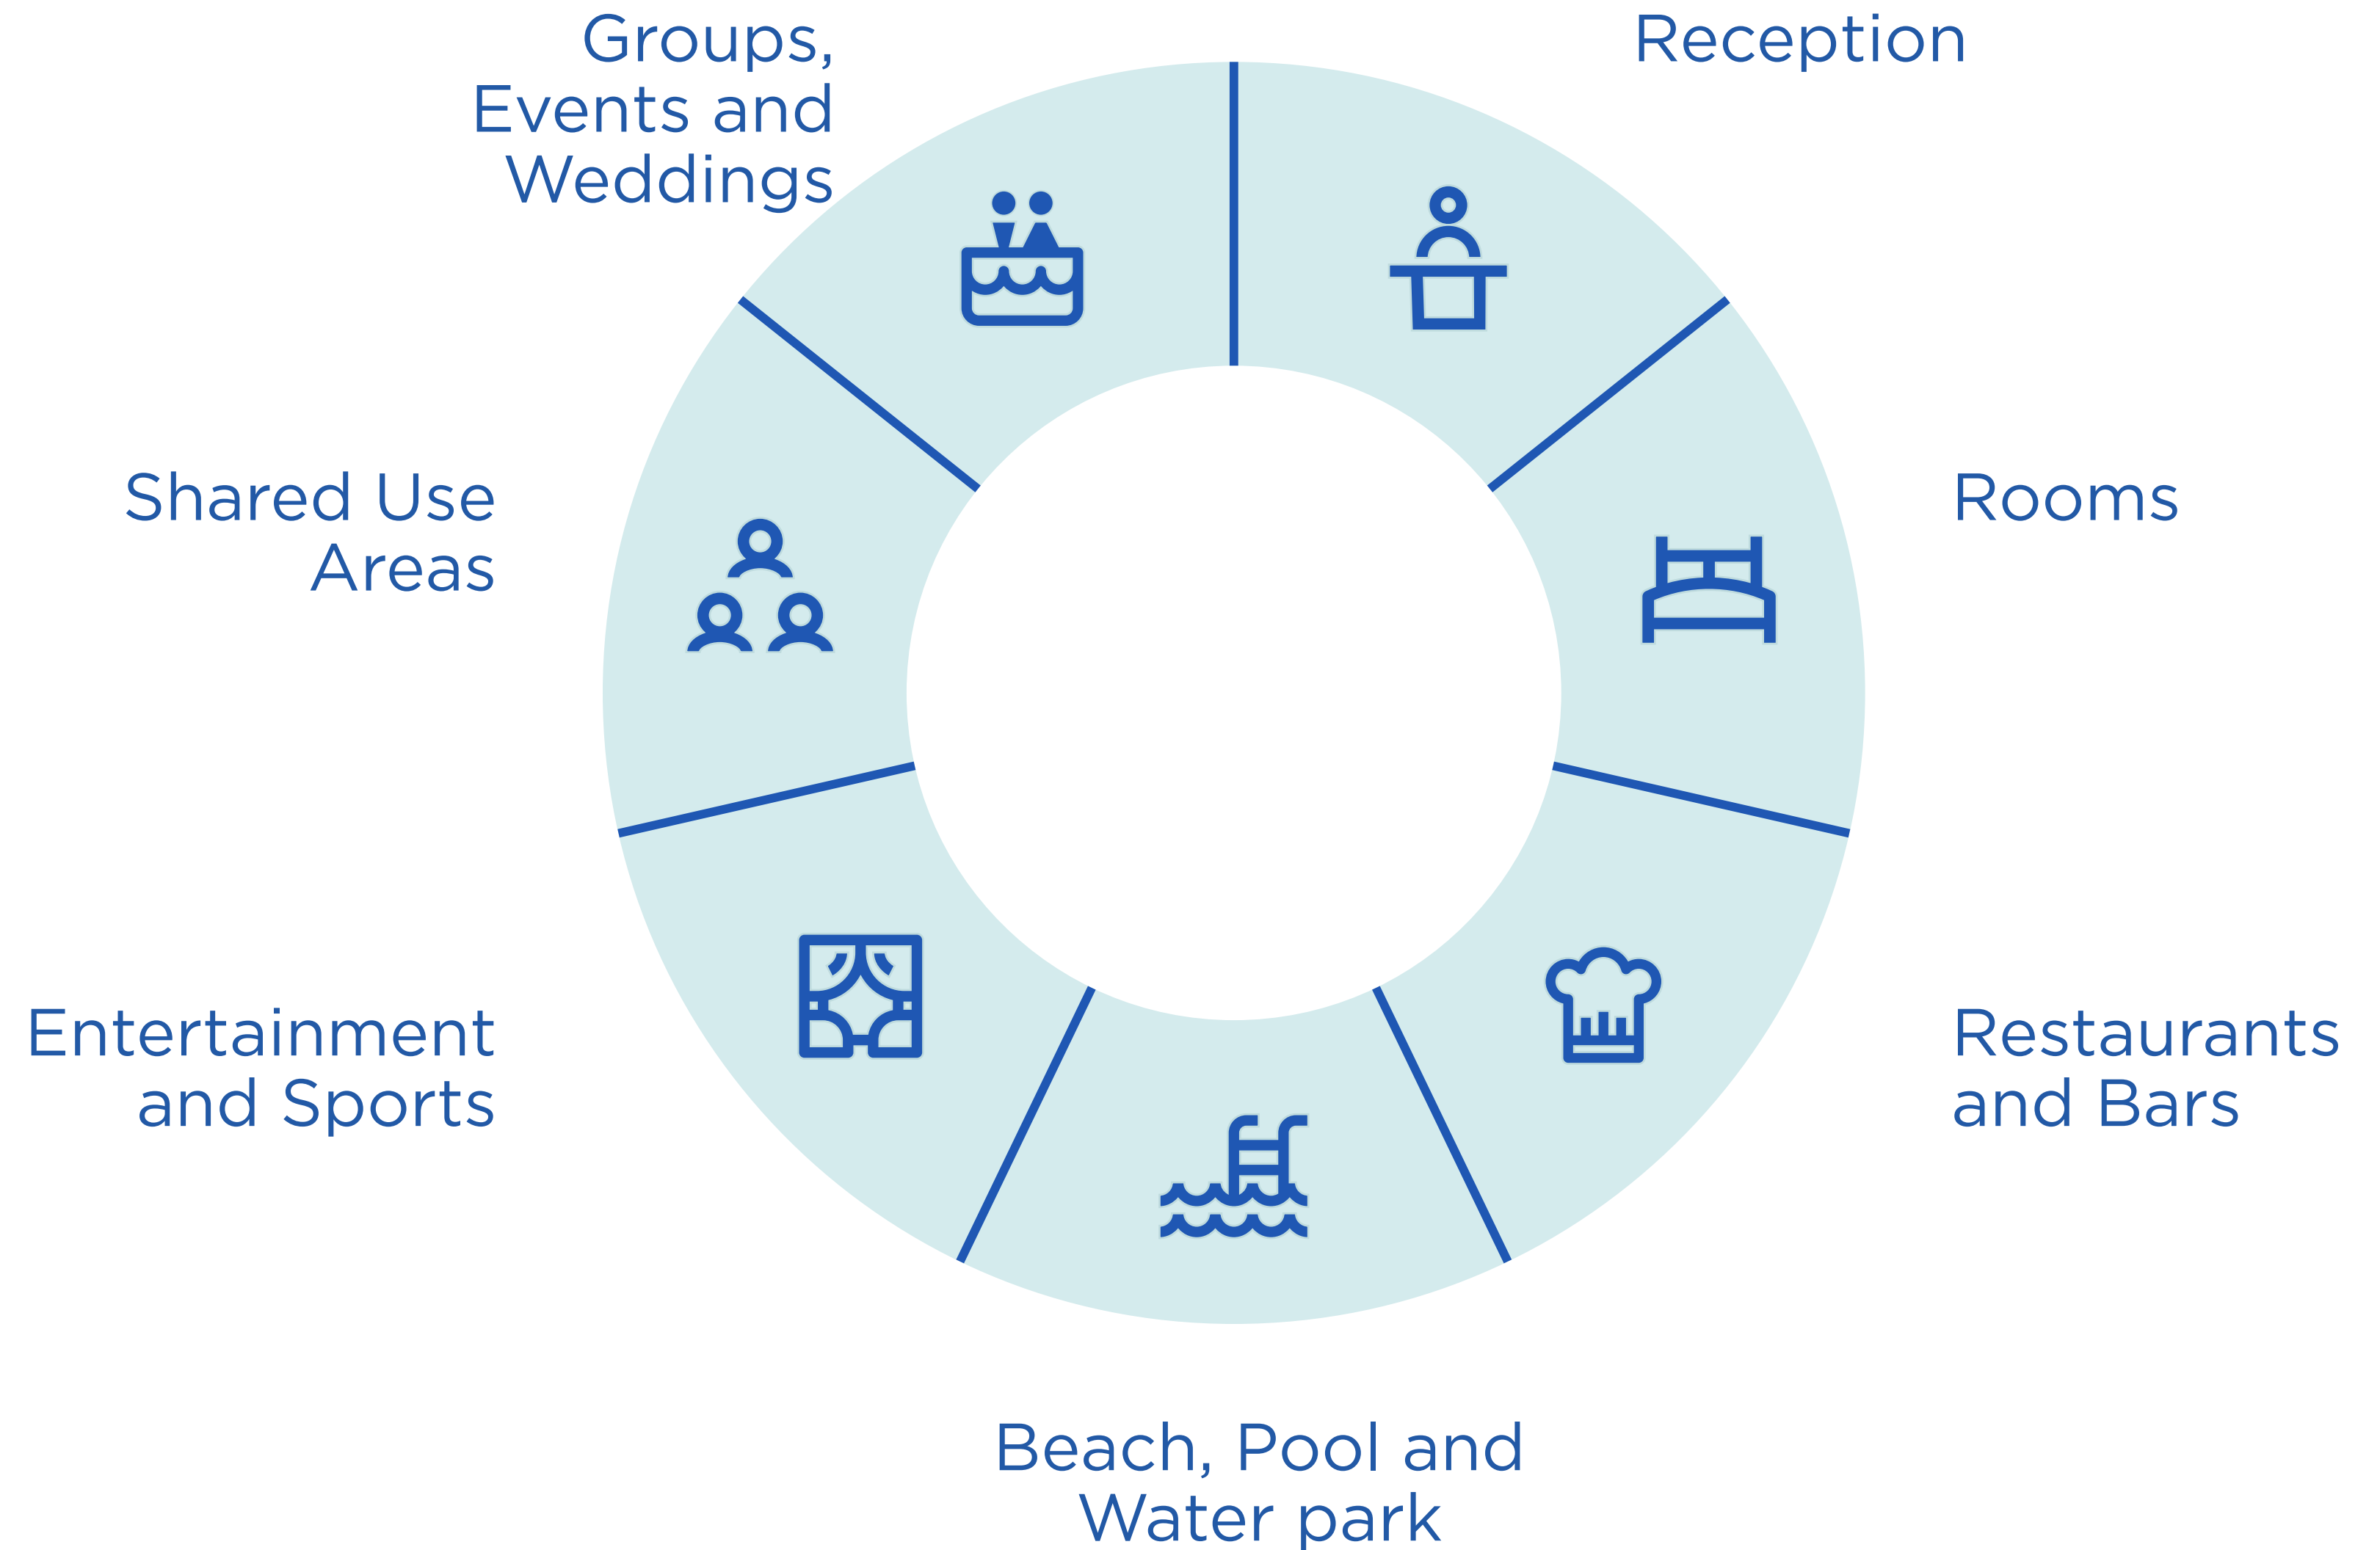 Groups,
Events and
Weddings
Reception
Shared Use
Areas
Rooms
Entertainment
and Sports
Restaurants
and Bars
Beach, Pool and
Water park